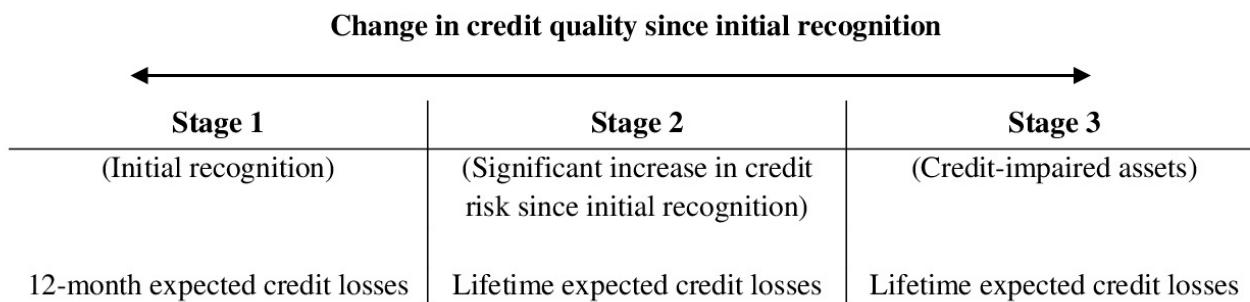 Change in credit quality since initial recognition
Stage 1
Stage 2
Stage 3
(Initial recognition)
(Significant increase in credit
risk since initial recognition)
(Credit-impaired assets)
12-month expected credit losses
Lifetime expected credit losses
Lifetime expected credit losses